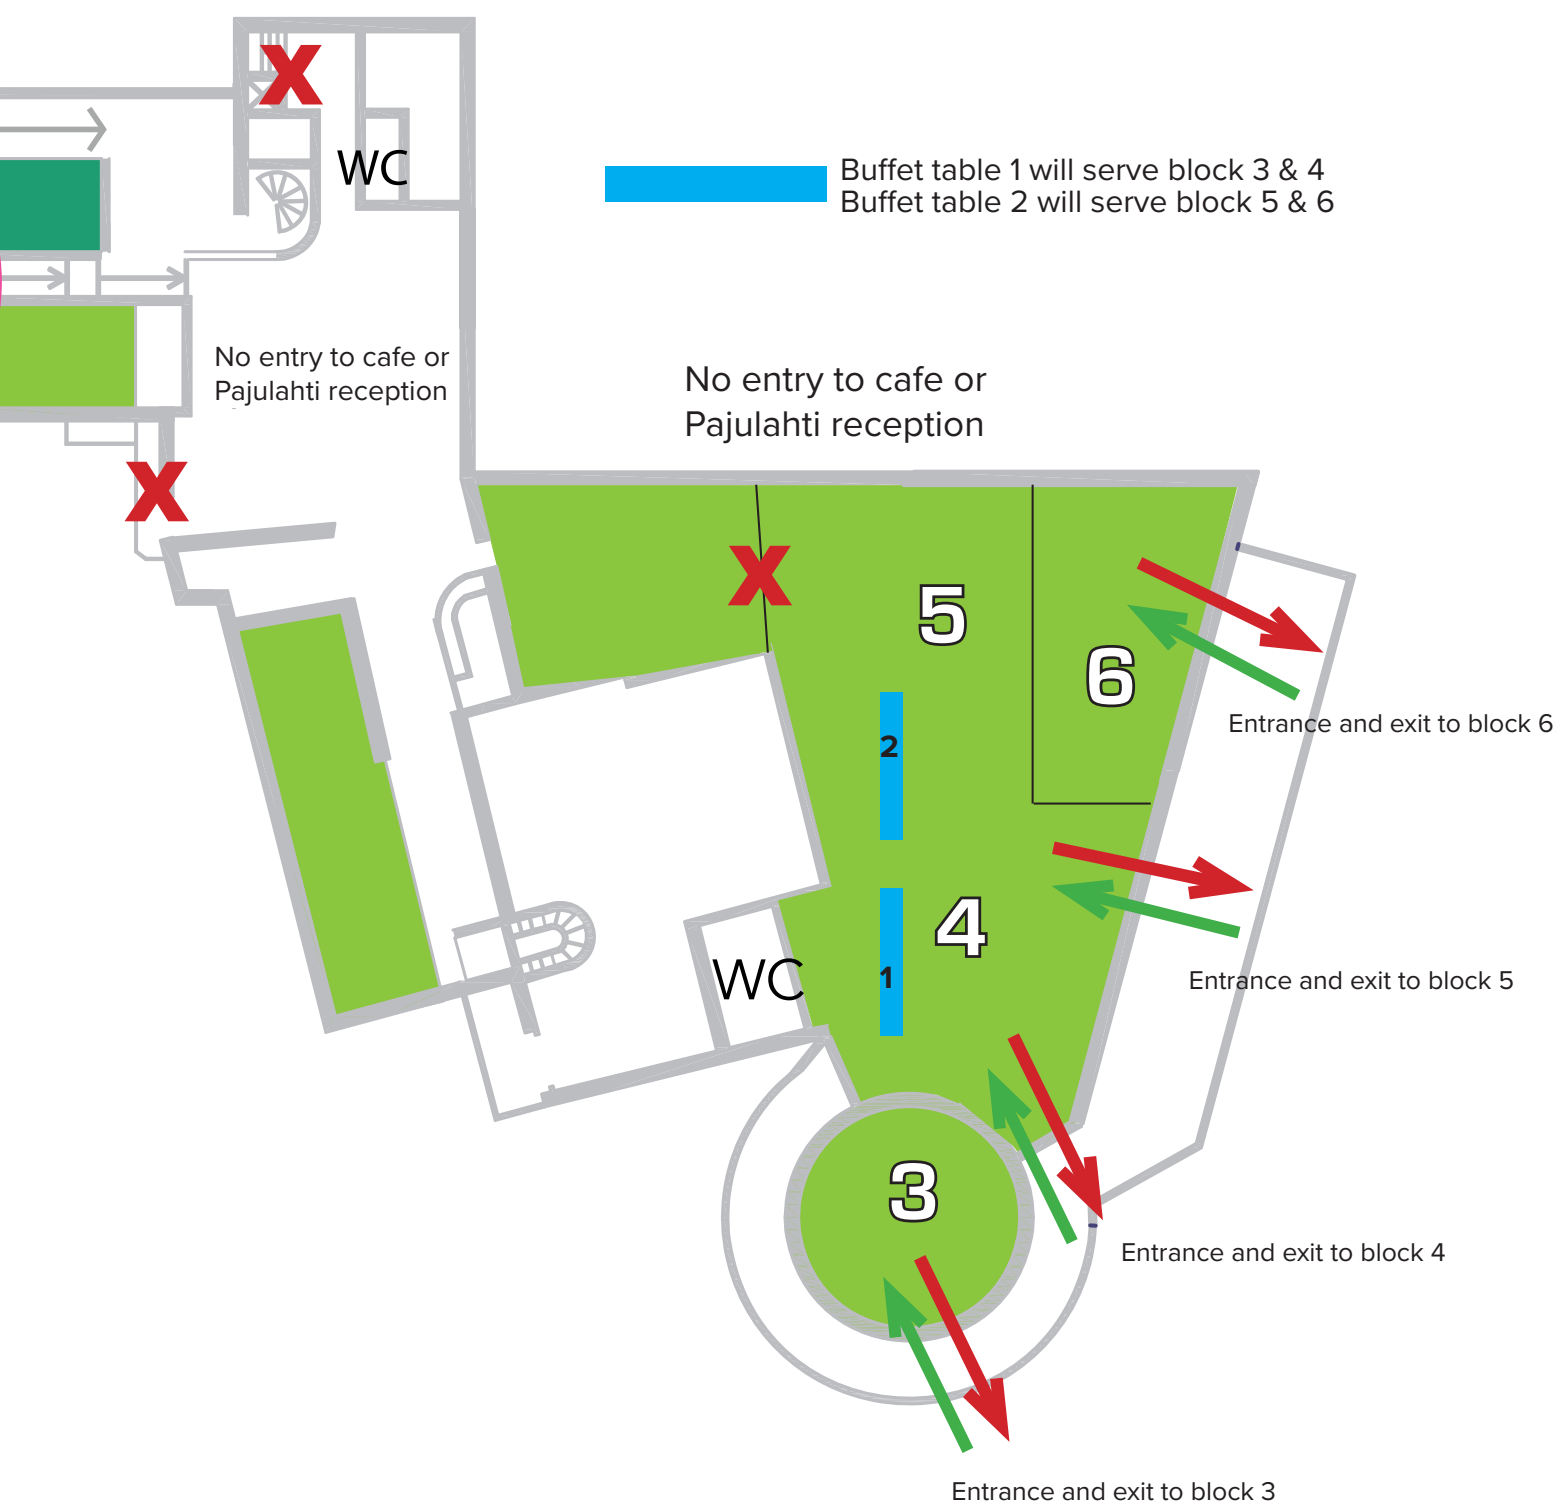 X
WC
Buffet table 1 will serve block 3 & 4
Buffet table 2 will serve block 5 & 6
No entry to cafe or
Pajulahti reception
No entry to cafe or
Pajulahti reception
X
X
5
6
Entrance and exit to block 6
2
4
WC
1
Entrance and exit to block 5
3
Entrance and exit to block 4
Entrance and exit to block 3